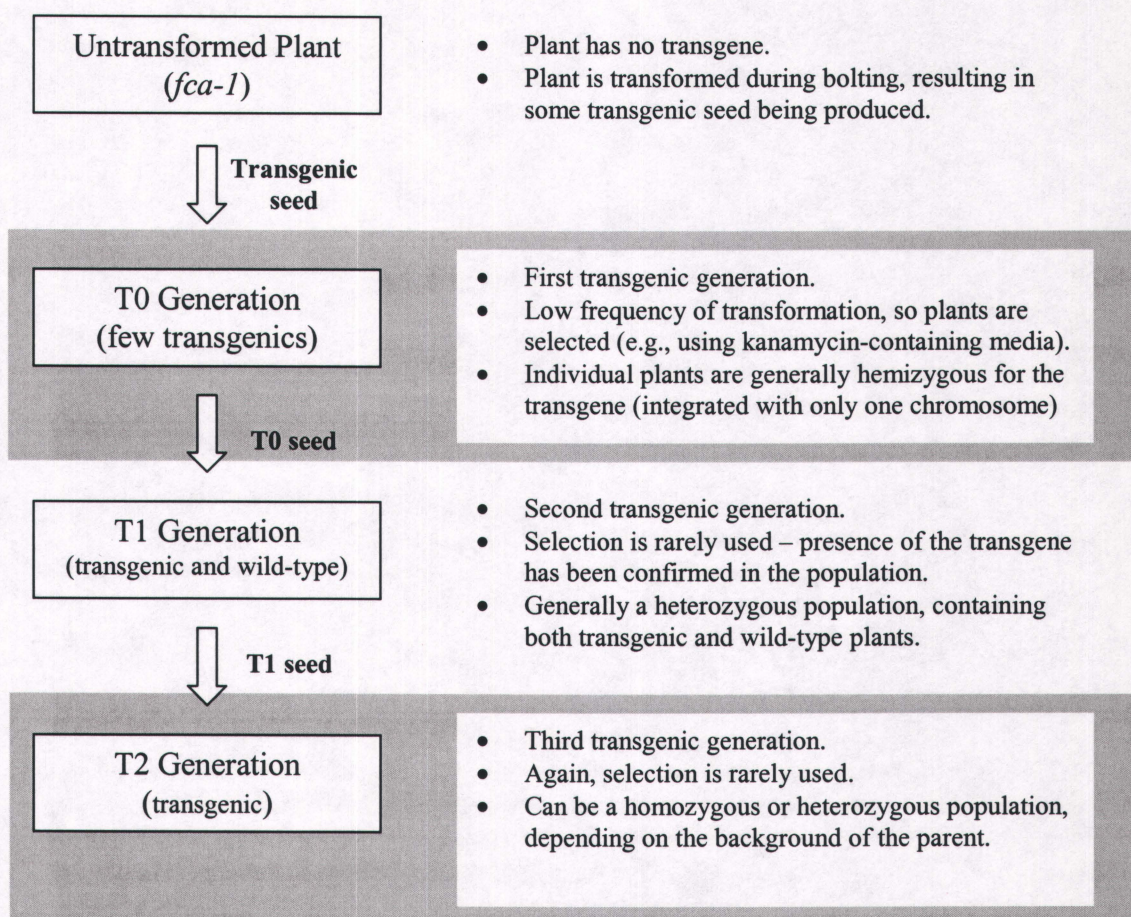 Untransformed Plant
(fca-1)
• Plant has no transgene.
• Plant is transformed during bolting, resulting in
some transgenic seed being produced.
Transgenic
seed
T0 Generation
(few transgenics)
• First transgenic generation.
• Low frequency of transformation, so plants are
selected (e.g., using kanamycin-containing media).
• Individual plants are generally hemizygous for the
transgene (integrated with only one chromosome)
T0 seed
T1 Generation
(transgenic and wild-type)
• Second transgenic generation.
• Selection is rarely used – presence of the transgene
has been confirmed in the population.
• Generally a heterozygous population, containing
both transgenic and wild-type plants.
T1 seed
T2 Generation
(transgenic)
• Third transgenic generation.
• Again, selection is rarely used.
• Can be a homozygous or heterozygous population,
depending on the background of the parent.